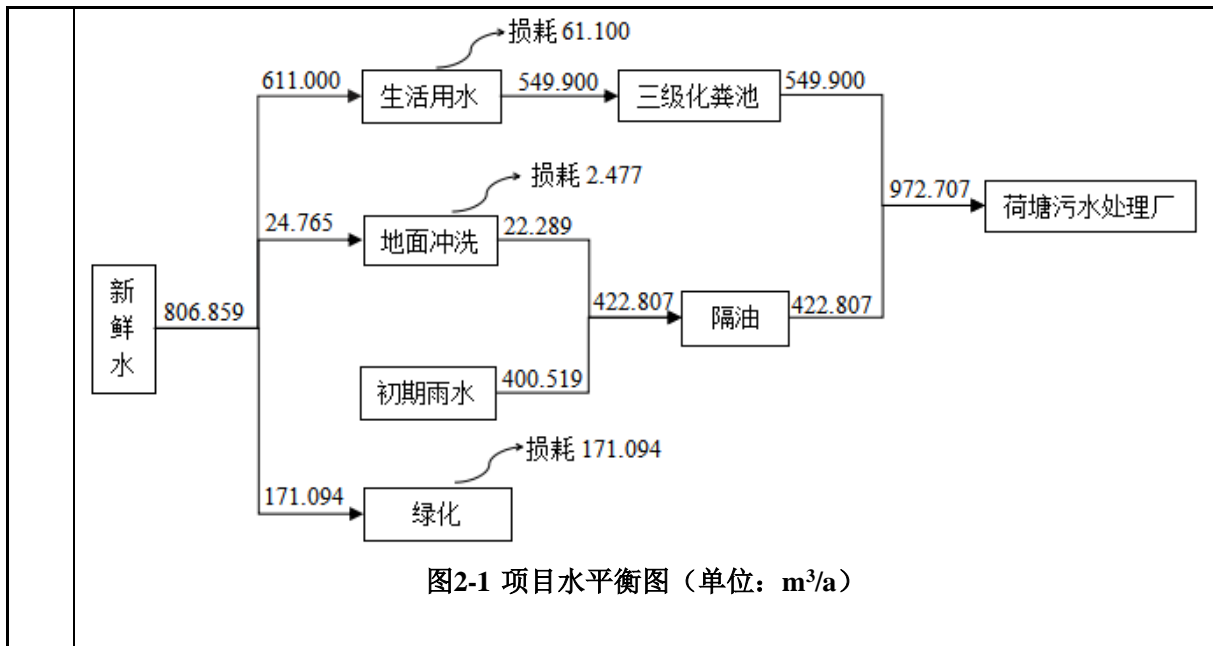 损耗 61.100
611.000
生活用水
549.900
三级化粪池
549.900
损耗 2.477
972.707
荷塘污水处理厂
24.765
地面冲洗
22.289
新鲜水
806.859
422.807
隔油
422.807
初期雨水
400.519
损耗 171.094
171.094
绿化
图2-1 项目水平衡图（单位：m³/a）